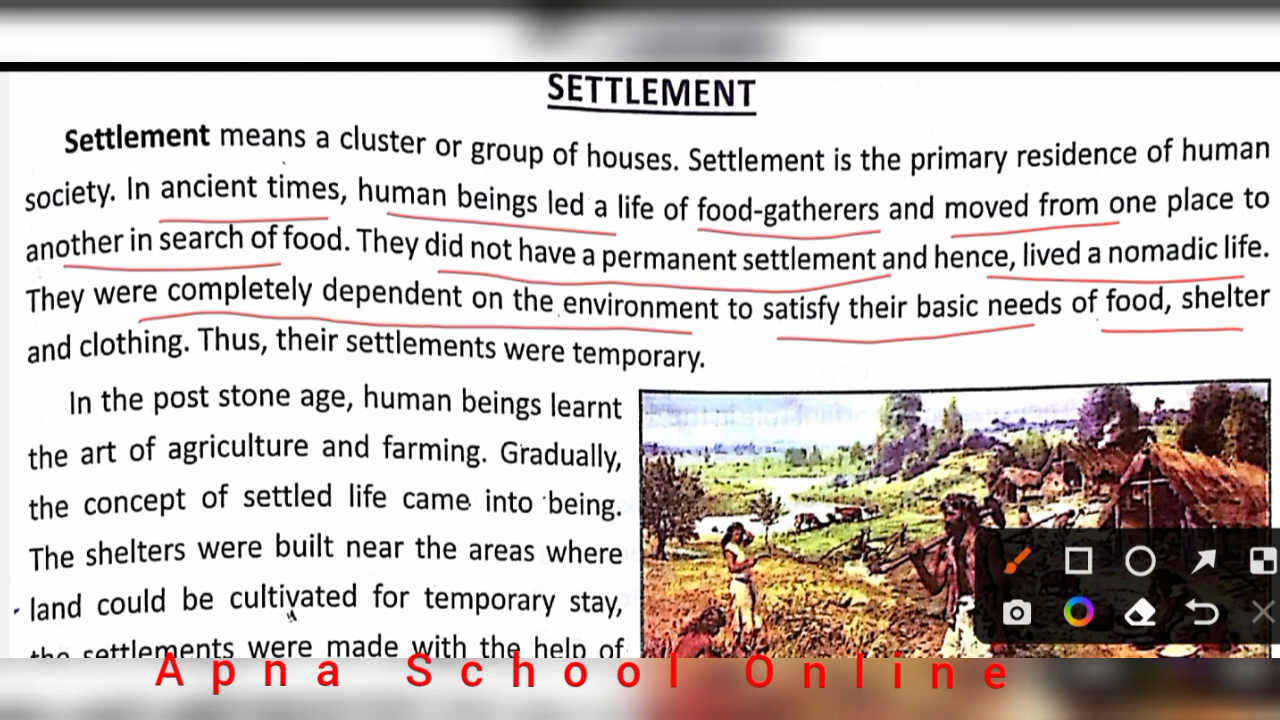 SETTLEMENT
Settlement means a cluster or group of houses. Settlement is the primary residence of human
society. In ancient times, human beings led a life of food-gatherers and moved from one place to
another in search of food. They did not have a permanent settlement and hence, lived a nomadic life.
They were completely dependent on the environment to satisfy their basic needs of food, shelter
and clothing. Thus, their settlements were temporary.
In the post stone age, human beings learnt
the art of agriculture and farming. Gradually,
the concept of settled life came into being.
The shelters were built near the areas where
land could be cultivated for temporary stay,
the settlements were made with the help of
Apna School Online